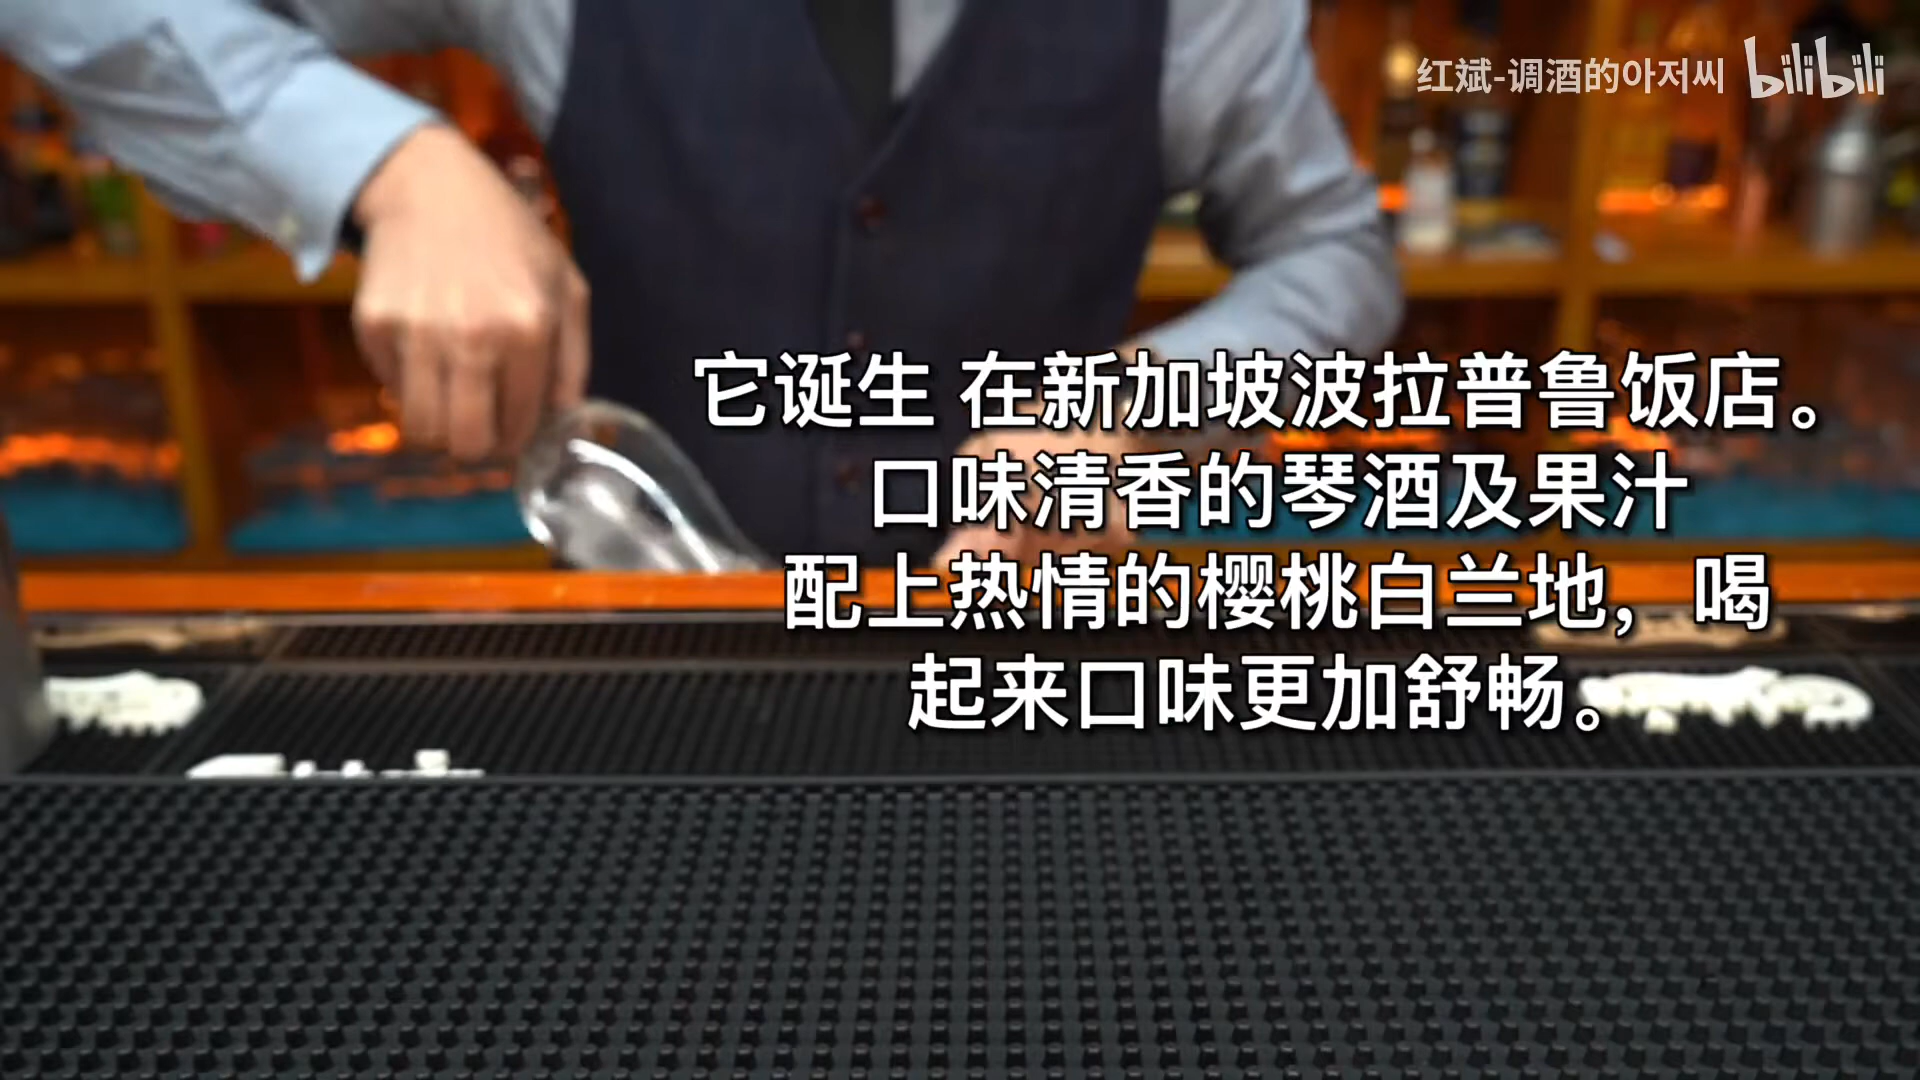 红斌-调酒的아저씨 bilibili
它诞生 在新加坡波拉普鲁饭店。
口味清香的琴酒及果汁
配上热情的樱桃白兰地，喝
起来口味更加舒畅。